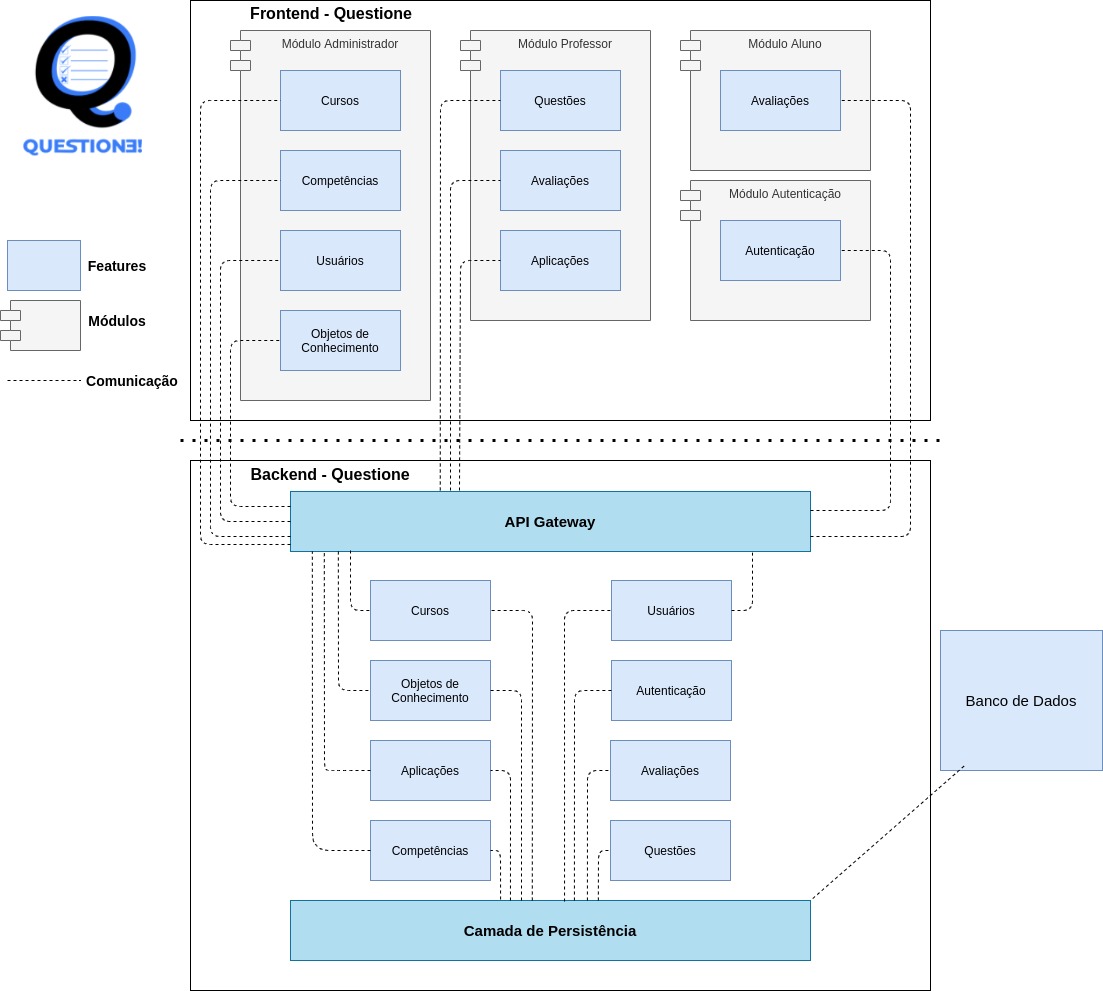 QUESTIONE!
Features
Módulos
Comunicação
Frontend - Questione
Módulo Administrador
Cursos
Competências
Usuários
Objetos de
Conhecimento
Módulo Professor
Questões
Avaliações
Aplicações
Módulo Aluno
Avaliações
Módulo Autenticação
Autenticação
Backend - Questione
API Gateway
Cursos
Objetos de
Conhecimento
Aplicações
Competências
Usuários
Autenticação
Avaliações
Questões
Camada de Persistência
Banco de Dados